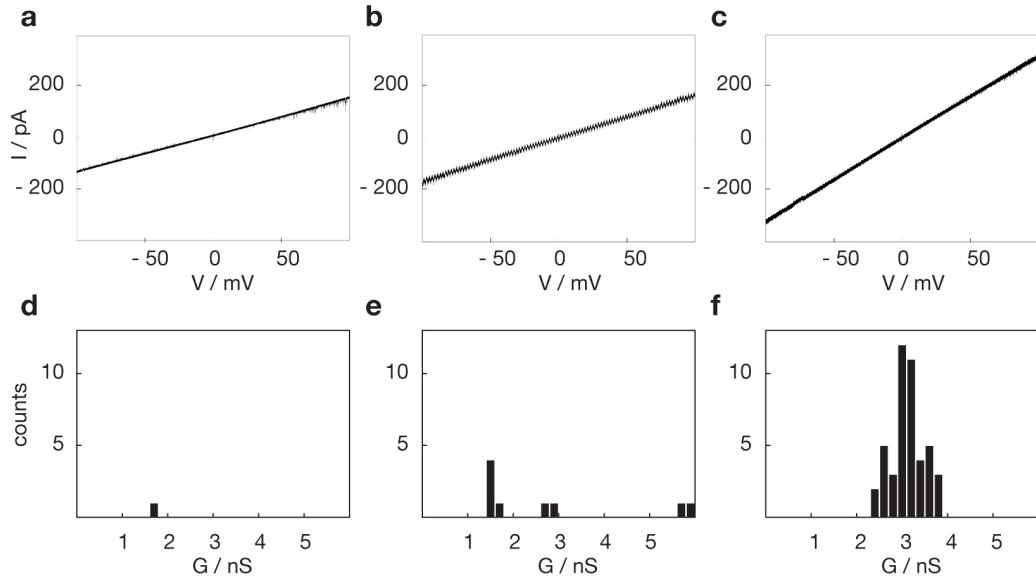 a b c
200 200 200
I / pA
0 0 0
- 200 - 200 - 200
- 50 0 50 - 50 0 50 - 50 0 50
V / mV V / mV V / mV
d e f
10 10 10
counts
5 5 5
1 2 3 4 5 1 2 3 4 5 1 2 3 4 5
G / nS G / nS G / nS